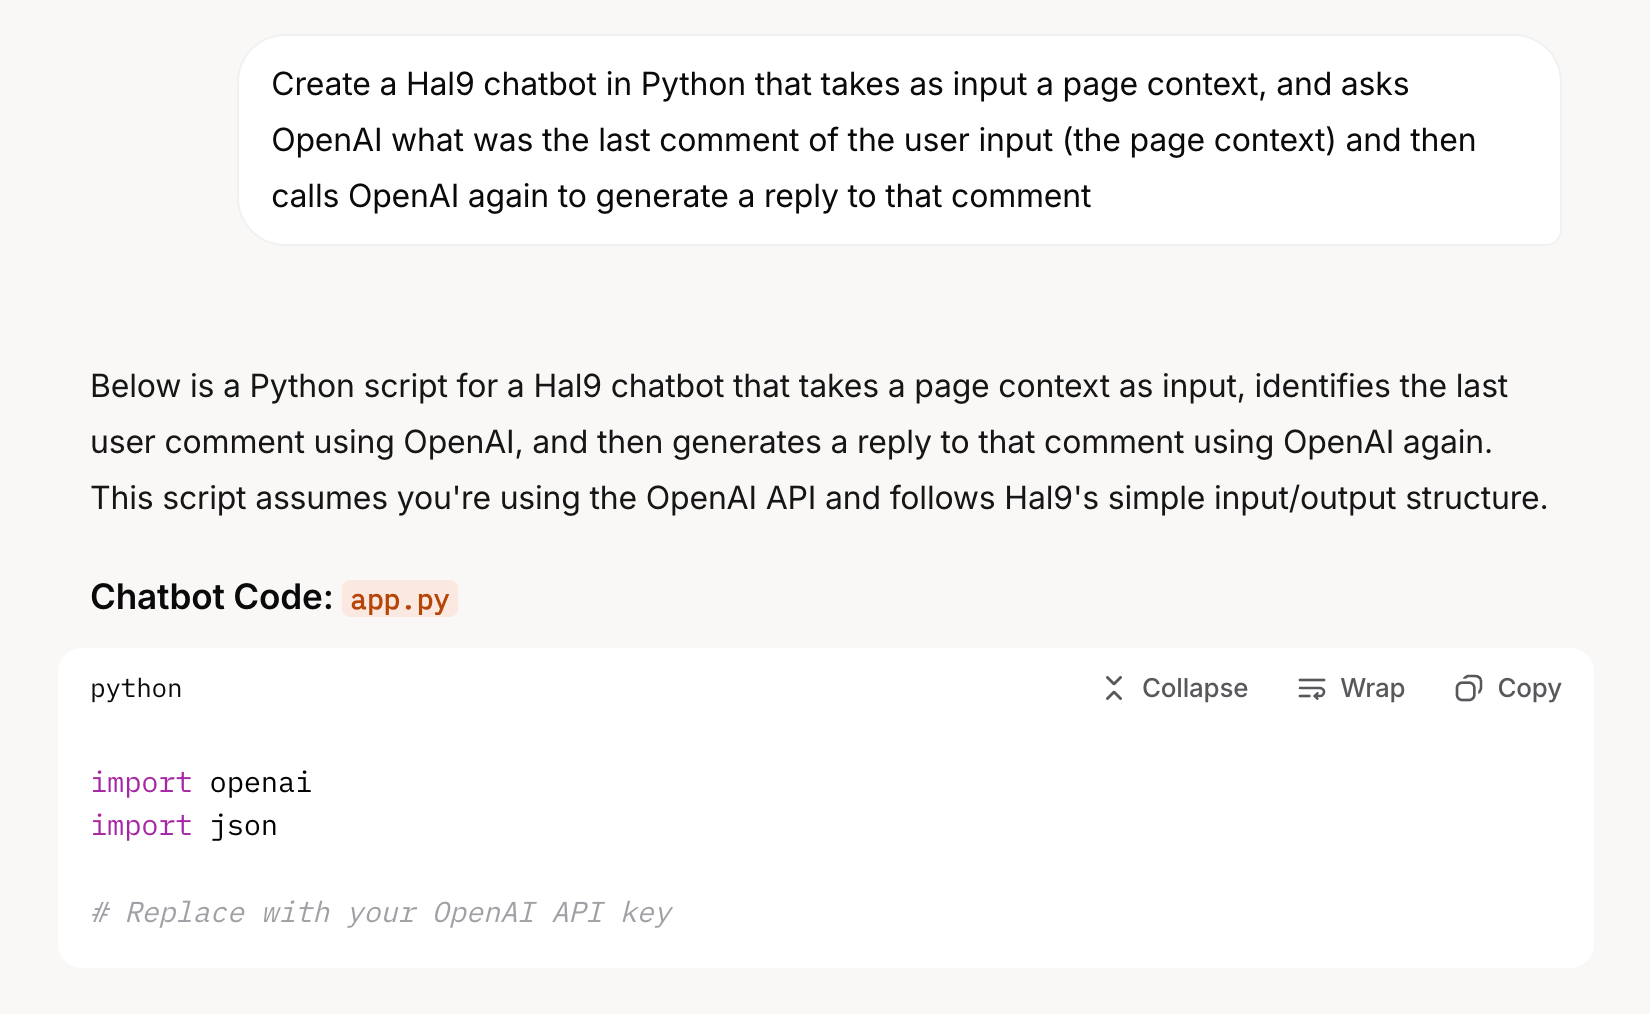 Create a Hal9 chatbot in Python that takes as input a page context, and asks
OpenAI what was the last comment of the user input (the page context) and then
calls OpenAI again to generate a reply to that comment
Below is a Python script for a Hal9 chatbot that takes a page context as input, identifies the last
user comment using OpenAI, and then generates a reply to that comment using OpenAI again.
This script assumes you're using the OpenAI API and follows Hal9's simple input/output structure.
Chatbot Code: app.py
python Collapse Wrap Copy
import openai
import json
# Replace with your OpenAI API key